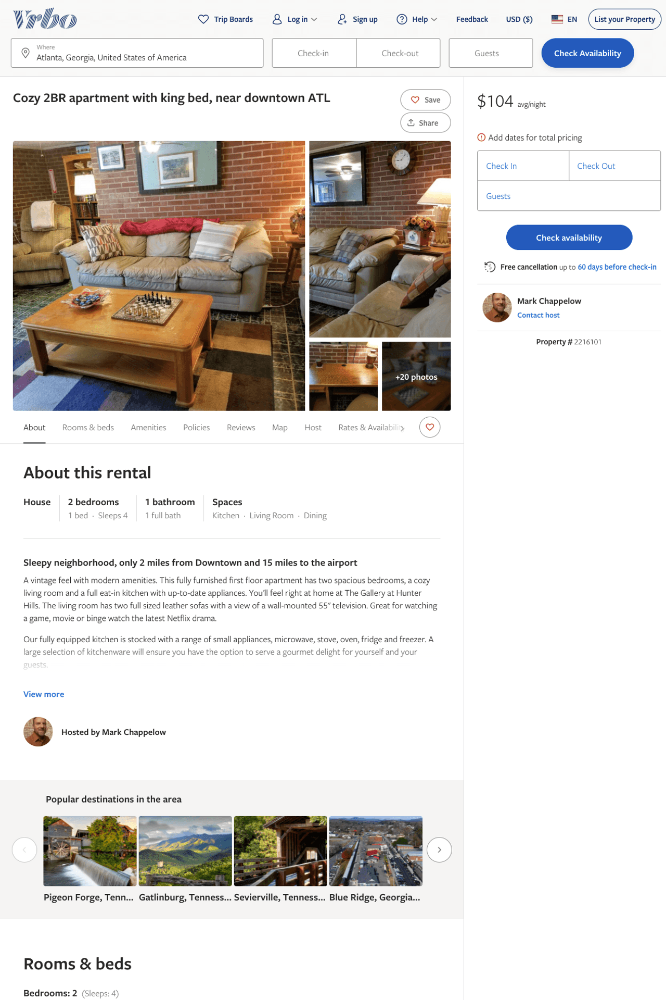 Vrbo
Trip Boards
Log in
Sign up
Help
Feedback
USD ($)
EN
List your Property
Where
Atlanta, Georgia, United States of America
Check-in
Check-out
Guests
Check Availability
Cozy 2BR apartment with king bed, near downtown ATL
Save
Share
+20 photos
$104 avg/night
Add dates for total pricing
Check In
Check Out
Guests
Check availability
Free cancellation up to 60 days before check-in
Mark Chappelow
Contact host
Property # 2216101
About
Rooms & beds
Amenities
Policies
Reviews
Map
Host
Rates & Availabili
About this rental
House
2 bedrooms
1 bed · Sleeps 4
1 bathroom
1 full bath
Spaces
Kitchen · Living Room · Dining
Sleepy neighborhood, only 2 miles from Downtown and 15 miles to the airport
A vintage feel with modern amenities. This fully furnished first floor apartment has two spacious bedrooms, a cozy
living room and a full eat-in kitchen with up-to-date appliances. You'll feel right at home at The Gallery at Hunter
Hills. The living room has two full sized leather sofas with a view of a wall-mounted 55" television. Great for watching
a game, movie or binge watch the latest Netflix drama.
Our fully equipped kitchen is stocked with a range of small appliances, microwave, stove, oven, fridge and freezer. A
large selection of kitchenware will ensure you have the option to serve a gourmet delight for yourself and your
guests.
View more
Hosted by Mark Chappelow
Popular destinations in the area
Pigeon Forge, Tenn...
Gatlinburg, Tenness...
Sevierville, Tenness...
Blue Ridge, Georgia...
Rooms & beds
Bedrooms: 2 (Sleeps: 4)